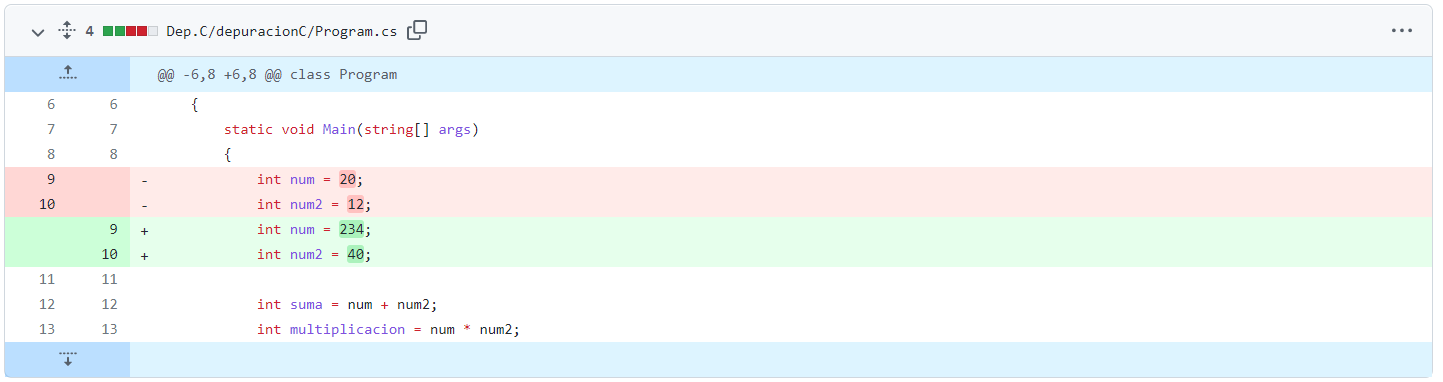 4 Dep.C/depuracionC/Program.cs ...
@@ -6,8 +6,8 @@ class Program
6 6 {
7 7 static void Main(string[] args)
8 8 {
9 - int num = 20;
10 - int num2 = 12;
9 + int num = 234;
10 + int num2 = 40;
11 11
12 12 int suma = num + num2;
13 13 int multiplicacion = num * num2;